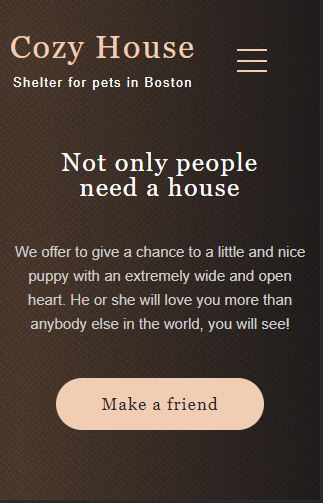 Cozy House
Shelter for pets in Boston
Not only people
need a house
We offer to give a chance to a little and nice
puppy with an extremely wide and open
heart. He or she will love you more than
anybody else in the world, you will see!
Make a friend